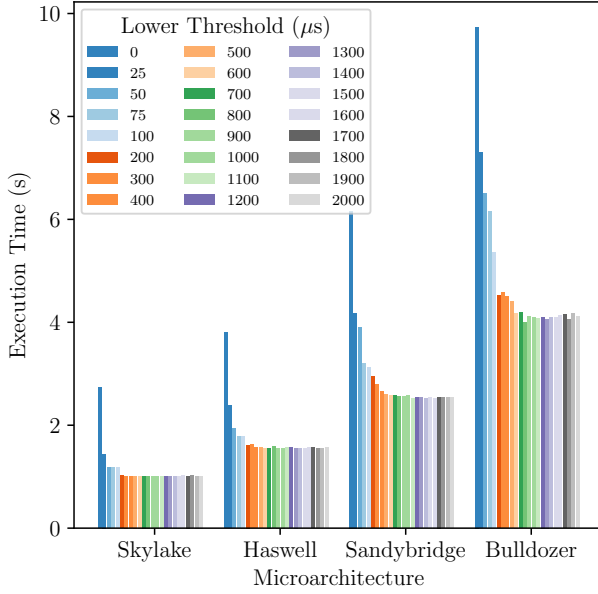 10
8
6
4
2
0
Execution Time (s)
Lower Threshold (μs)
0 500 1300
25 600 1400
50 700 1500
75 800 1600
100 900 1700
200 1000 1800
300 1100 1900
400 1200 2000
Skylake Haswell Sandybridge Bulldozer
Microarchitecture